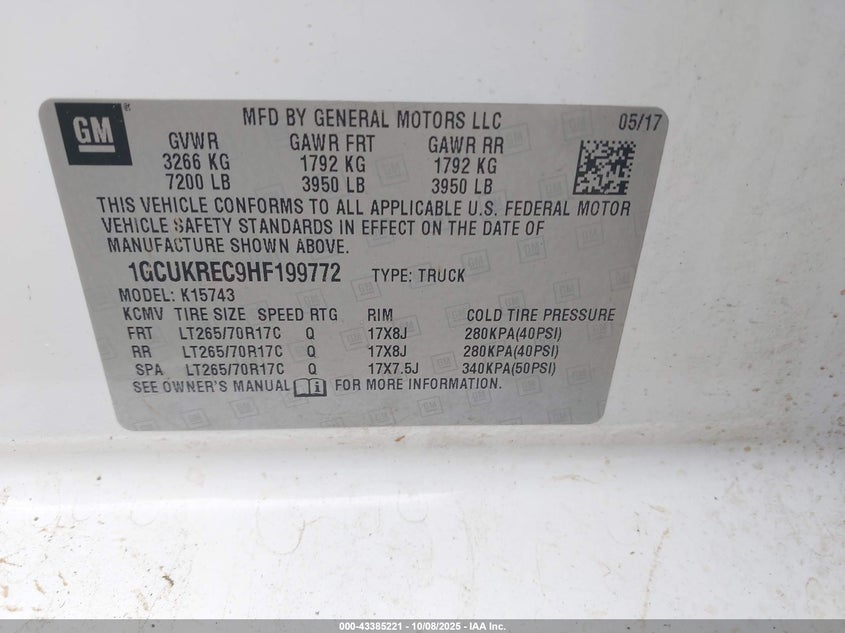 GM ® MFD BY GENERAL MOTORS LLC 05/17
GVWR GAWR FRT GAWR RR
3266 KG 1792 KG 1792 KG
7200 LB 3950 LB 3950 LB
THIS VEHICLE CONFORMS TO ALL APPLICABLE U.S. FEDERAL MOTOR
VEHICLE SAFETY STANDARDS IN EFFECT ON THE DATE OF
MANUFACTURE SHOWN ABOVE.
1GCUKREC9HF199772 TYPE: TRUCK
MODEL: K15743
KCMV TIRE SIZE SPEED RTG RIM COLD TIRE PRESSURE
FRT LT265/70R17C Q 17X8J 280KPA(40PSI)
RR LT265/70R17C Q 17X8J 280KPA(40PSI)
SPA LT265/70R17C Q 17X7.5J 340KPA(50PSI)
SEE OWNER'S MANUAL FOR MORE INFORMATION.
000-43385221 - 10/08/2025 - IAA Inc.